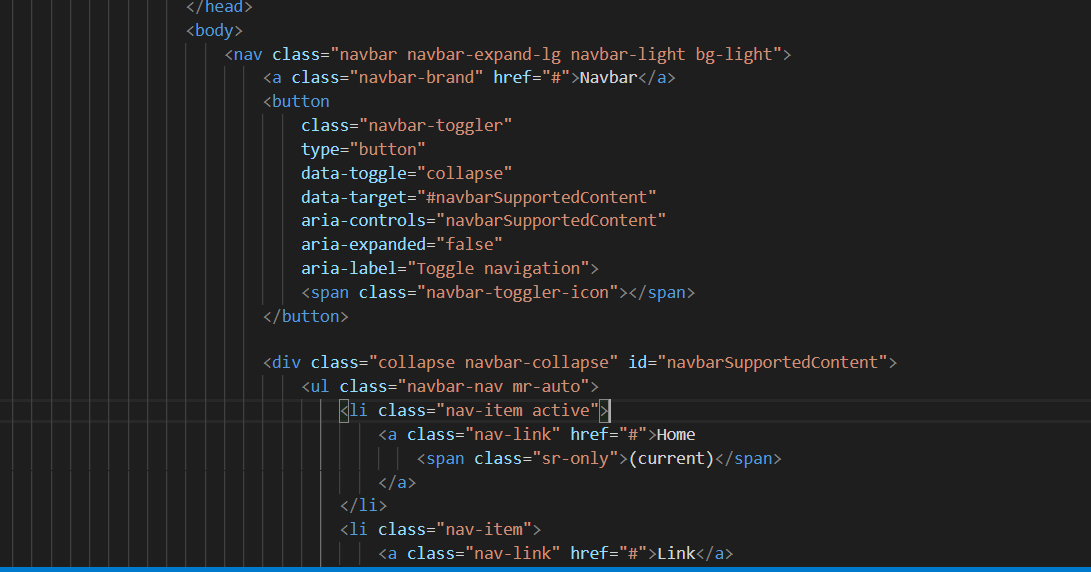 </head>
<body>
<nav class="navbar navbar-expand-lg navbar-light bg-light">
<a class="navbar-brand" href="#">Navbar</a>
<button
class="navbar-toggler"
type="button"
data-toggle="collapse"
data-target="#navbarSupportedContent"
aria-controls="navbarSupportedContent"
aria-expanded="false"
aria-label="Toggle navigation">
<span class="navbar-toggler-icon"></span>
</button>
<div class="collapse navbar-collapse" id="navbarSupportedContent">
<ul class="navbar-nav mr-auto">
<li class="nav-item active">
<a class="nav-link" href="#">Home
<span class="sr-only">(current)</span>
</a>
</li>
<li class="nav-item">
<a class="nav-link" href="#">Link</a>